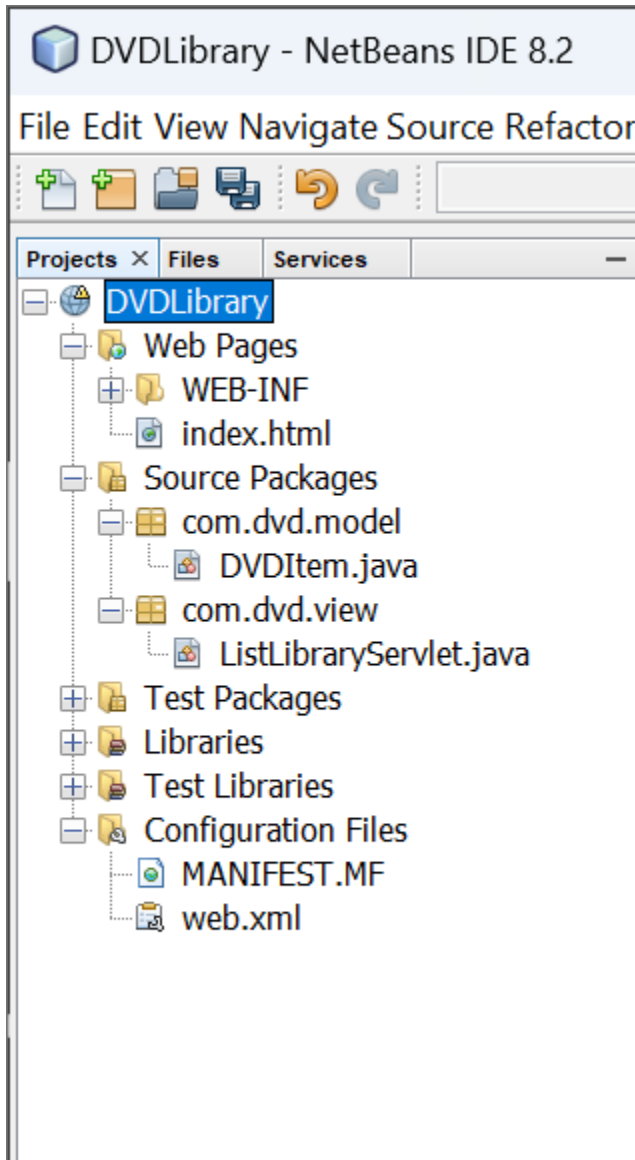 DVDLibrary - NetBeans IDE 8.2
File Edit View Navigate Source Refactor
Projects Files Services
DVDLibrary
Web Pages
WEB-INF
index.html
Source Packages
com.dvd.model
DVDItem.java
com.dvd.view
ListLibraryServlet.java
Test Packages
Libraries
Test Libraries
Configuration Files
MANIFEST.MF
web.xml